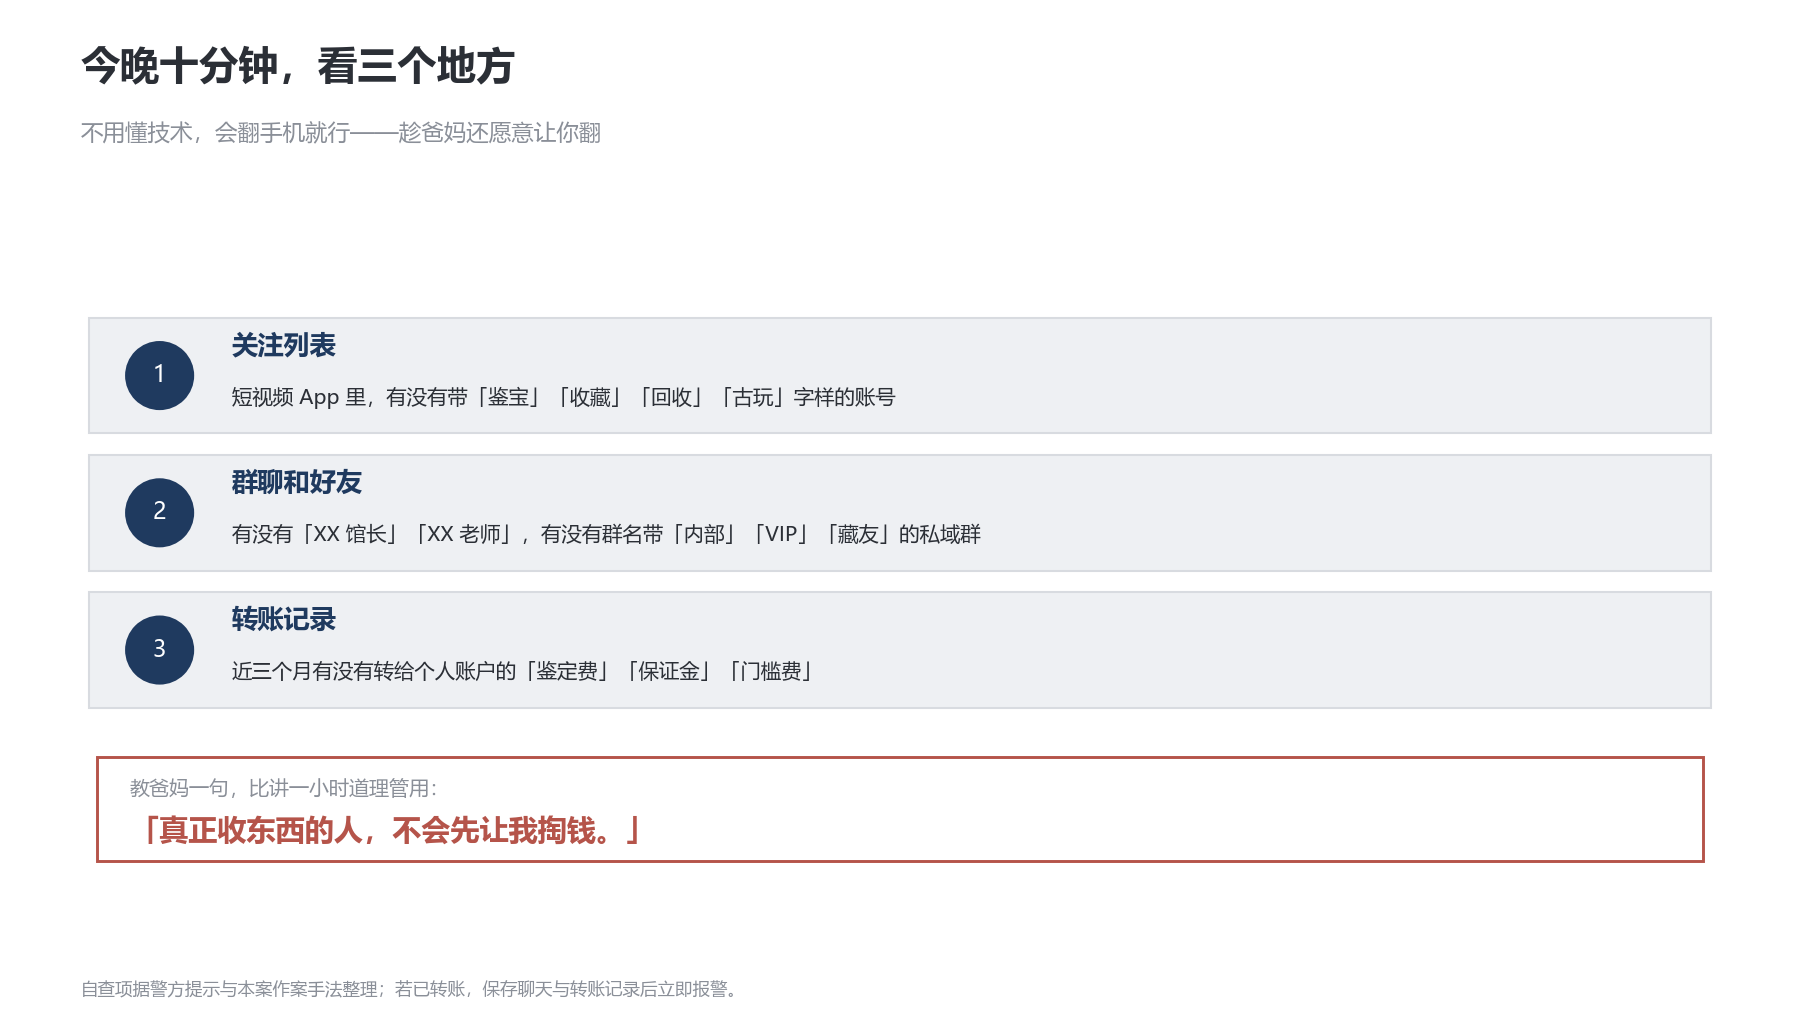 今晚十分钟，看三个地方
不用懂技术，会翻手机就行——趁爸妈还愿意让你翻
1
关注列表
短视频 App 里，有没有带「鉴宝」「收藏」「回收」「古玩」字样的账号
2
群聊和好友
有没有「XX 馆长」「XX 老师」，有没有群名带「内部」「VIP」「藏友」的私域群
3
转账记录
近三个月有没有转给个人账户的「鉴定费」「保证金」「门槛费」
教爸妈一句，比讲一小时道理管用：
「真正收东西的人，不会先让我掏钱。」
自查项据警方提示与本案作案手法整理；若已转账，保存聊天与转账记录后立即报警。